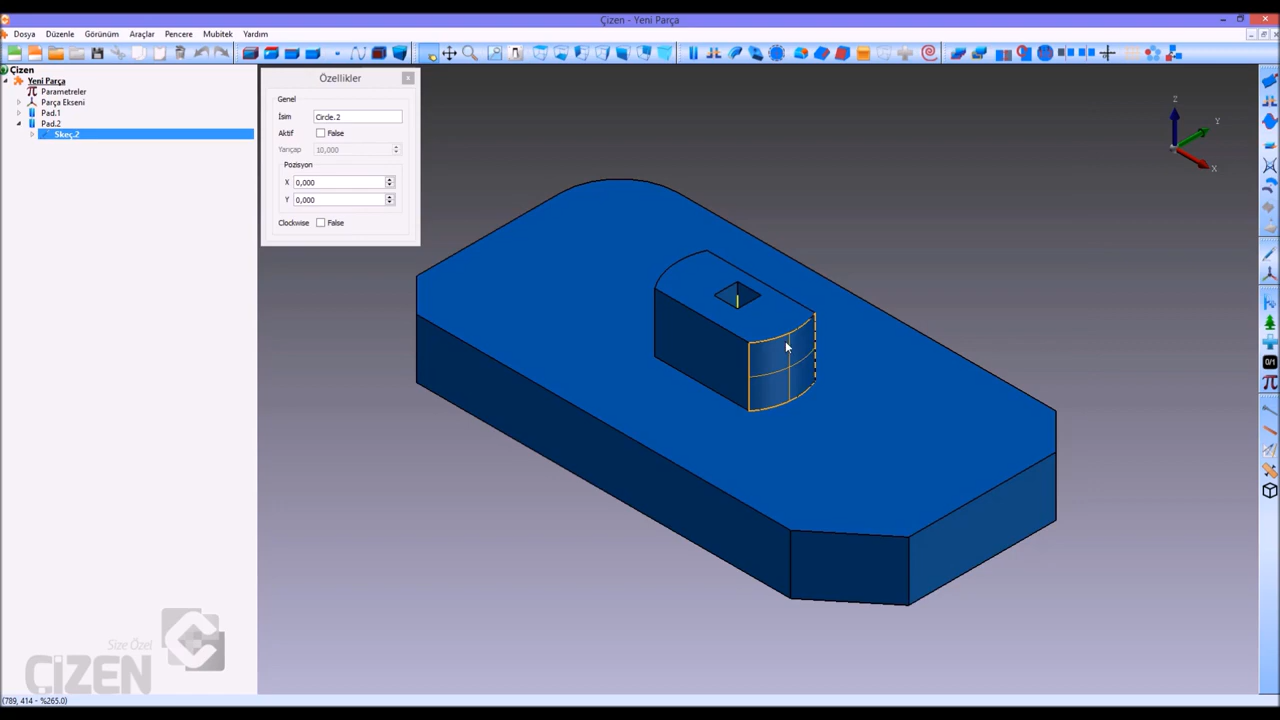 Çizen - Yeni Parça
Dosya Düzenle Görünüm Araçlar Pencere Mubitek Yardım
Çizen
Yeni Parça
Parametreler
Parça Ekseni
Pad.1
Pad.2
Skeç.2
Özellikler
Genel
İsim Circle.2
Aktif False
Yarıçap 10,000
Pozisyon
X 0,000
Y 0,000
Clockwise False
Z
Y
X
0/1
Size Özel
ÇİZEN
(789, 414 - %265.0)